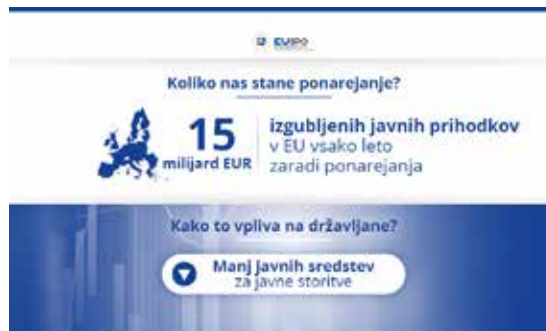 EUIPO
Koliko nas stane ponarejanje?
15
milijard EUR
izgubljenih javnih prihodkov
v EU vsako leto
zaradi ponarejanja
Kako to vpliva na državljane?
Manj javnih sredstev
za javne storitve